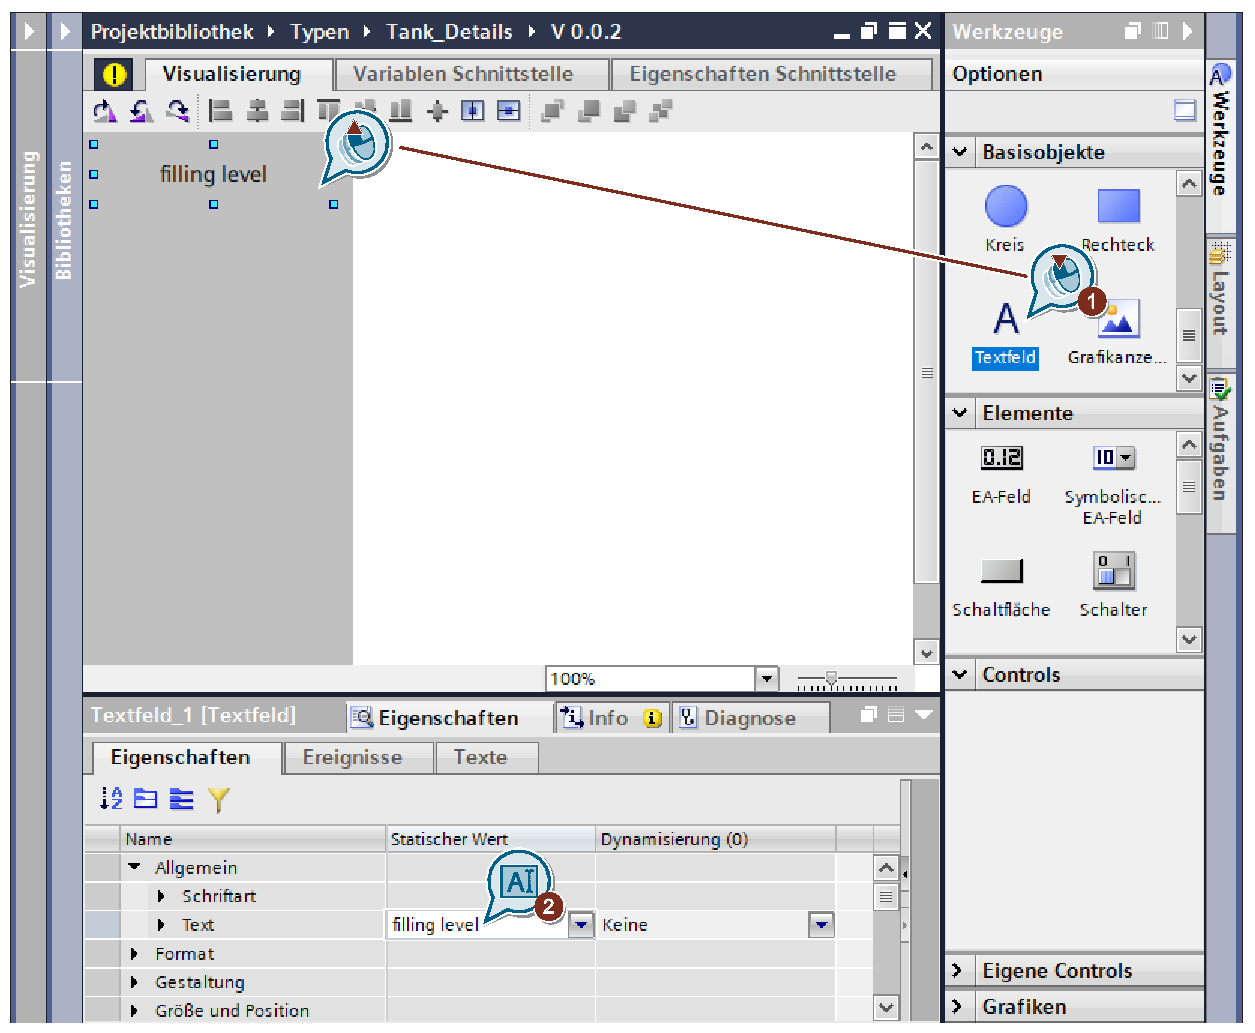 Projektbibliothek Typen Tank_Details V 0.0.2
Visualisierung Variablen Schnittstelle Eigenschaften Schnittstelle
Visualisierung
Bibliotheken
filling level
100%
Werkzeuge
Optionen
Basisobjekte
Kreis Rechteck
1
A
Textfeld Grafikanze...
Elemente
0.12 10
EA-Feld Symbolisc...
EA-Feld
0 I
Schaltfläche Schalter
Controls
Eigene Controls
Grafiken
Werkzeuge
Layout
Aufgaben
Textfeld_1 [Textfeld] Eigenschaften Info Diagnose
Eigenschaften Ereignisse Texte
Name Statischer Wert Dynamisierung (0)
Allgemein
Schriftart
2
Text filling level Keine
Format
Gestaltung
Größe und Position